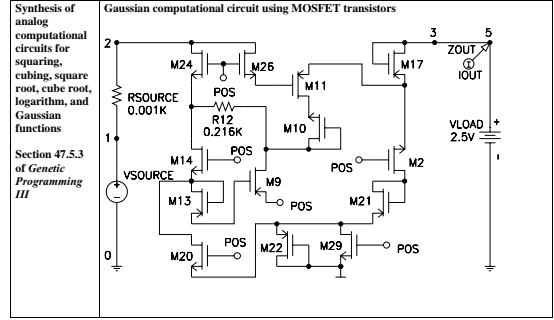 Synthesis of
analog
computational
circuits for
squaring,
cubing, square
root, cube root,
logarithm, and
Gaussian
functions
Section 47.5.3
of Genetic
Programming
III
Gaussian computational circuit using MOSFET transistors
2
3
5
M24
M26
M17
ZOUT
IOUT
POS
M11
RSOURCE
0.001K
R12
0.216K
M10
VLOAD
2.5V
+
-
1
M14
POS
POS
M2
VSOURCE
+
-
M9
M13
POS
M21
0
M20
POS
M22
M29
POS